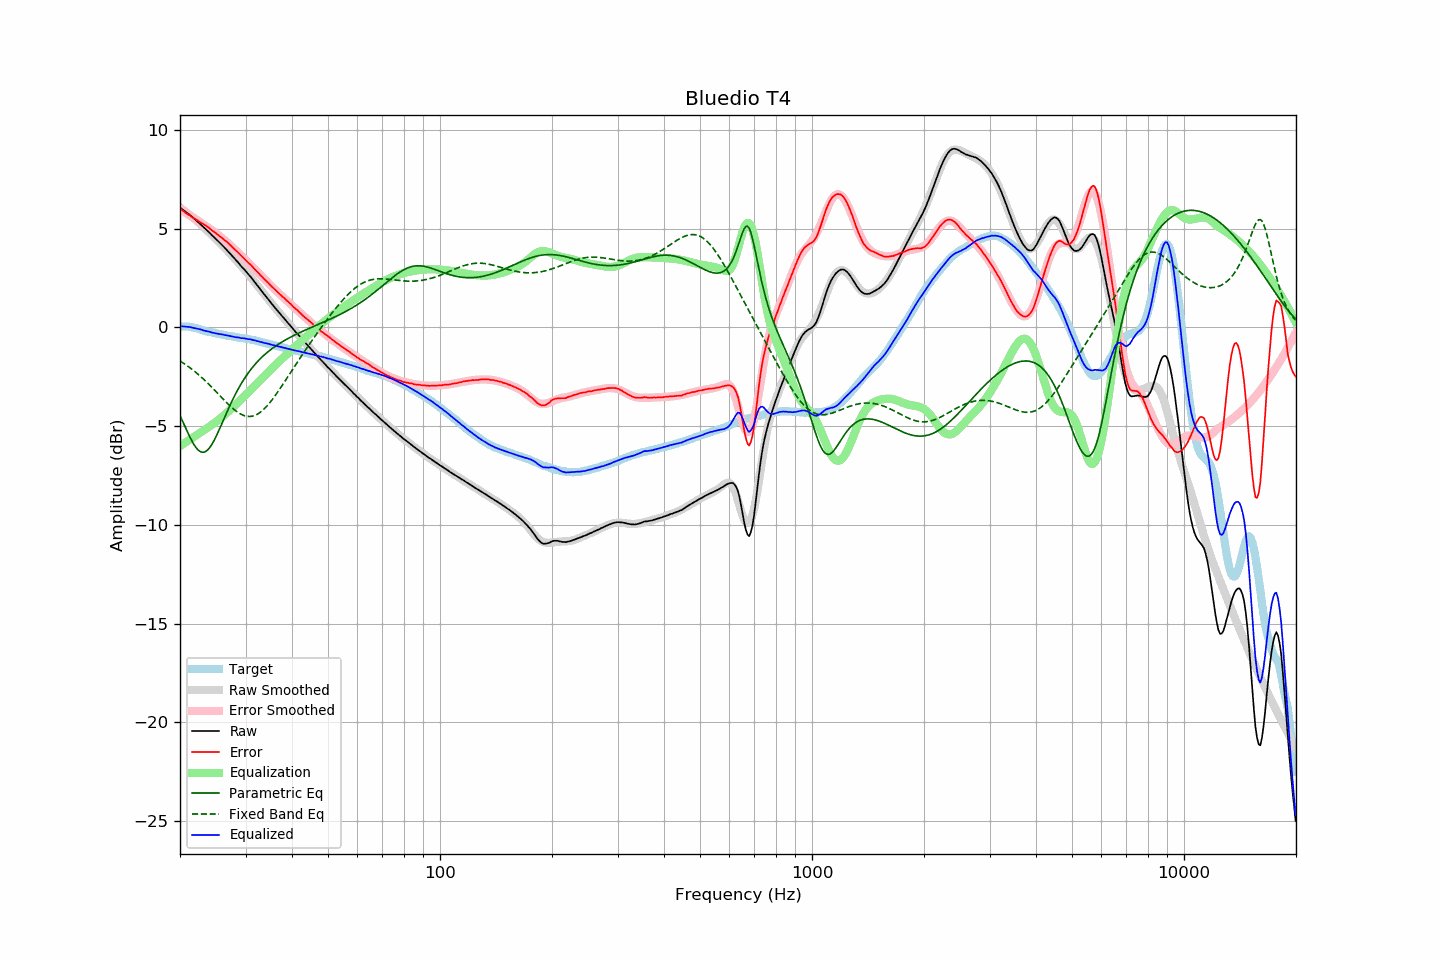 Bluedio T4
10
5
0
−5
−10
−15
−20
−25
Amplitude (dBr)
Target
Raw Smoothed
Error Smoothed
Raw
Error
Equalization
Parametric Eq
Fixed Band Eq
Equalized
100 1000 10000
Frequency (Hz)